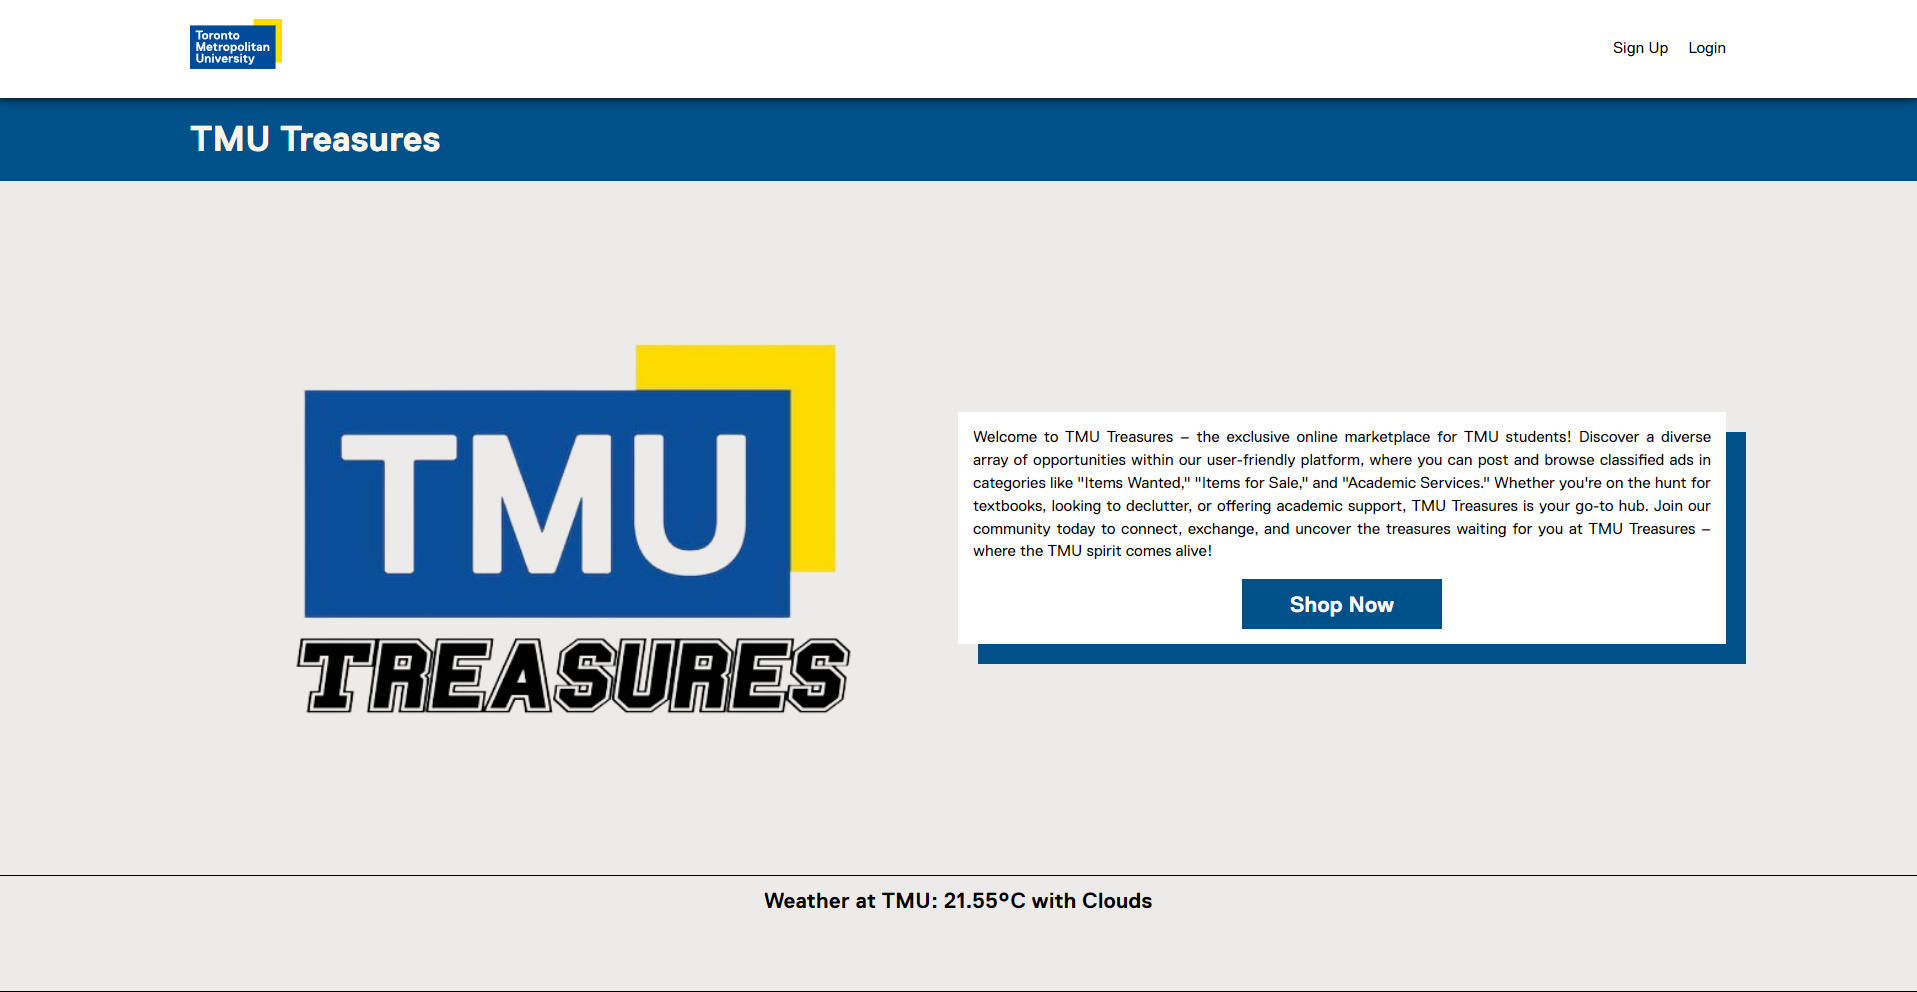 Toronto
Metropolitan
University
Sign Up Login
TMU Treasures
TMU
TREASURES
Welcome to TMU Treasures – the exclusive online marketplace for TMU students! Discover a diverse
array of opportunities within our user-friendly platform, where you can post and browse classified ads in
categories like "Items Wanted," "Items for Sale," and "Academic Services." Whether you're on the hunt for
textbooks, looking to declutter, or offering academic support, TMU Treasures is your go-to hub. Join our
community today to connect, exchange, and uncover the treasures waiting for you at TMU Treasures –
where the TMU spirit comes alive!
Shop Now
Weather at TMU: 21.55°C with Clouds